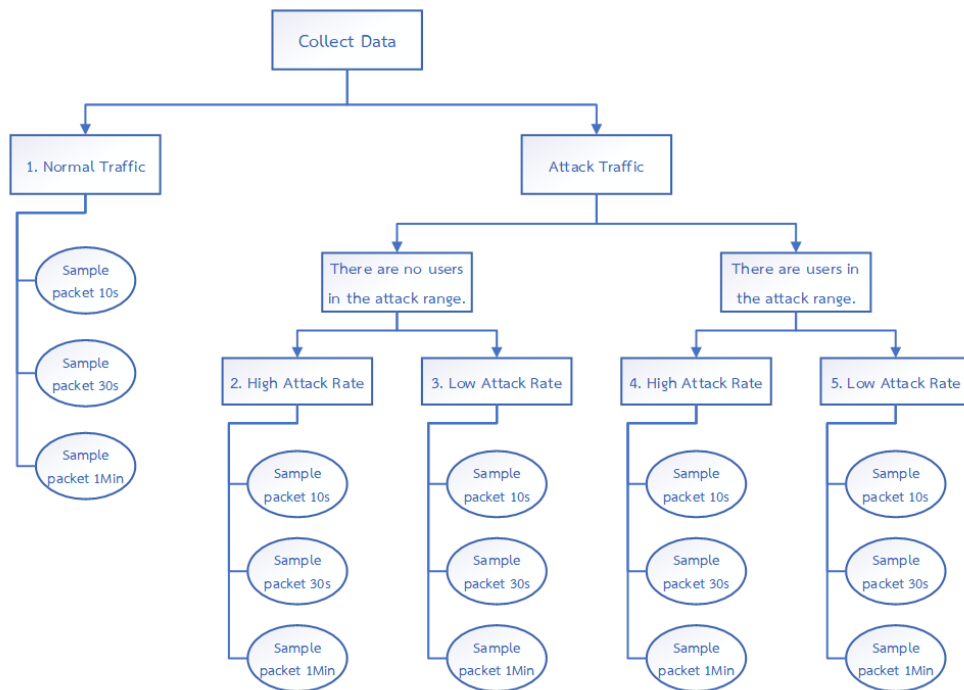 Collect Data
1. Normal Traffic
Attack Traffic
Sample
packet 10s
Sample
packet 30s
Sample
packet 1Min
There are no users
in the attack range.
There are users in
the attack range.
2. High Attack Rate
3. Low Attack Rate
4. High Attack Rate
5. Low Attack Rate
Sample
packet 10s
Sample
packet 30s
Sample
packet 1Min
Sample
packet 10s
Sample
packet 30s
Sample
packet 1Min
Sample
packet 10s
Sample
packet 30s
Sample
packet 1Min
Sample
packet 10s
Sample
packet 30s
Sample
packet 1Min